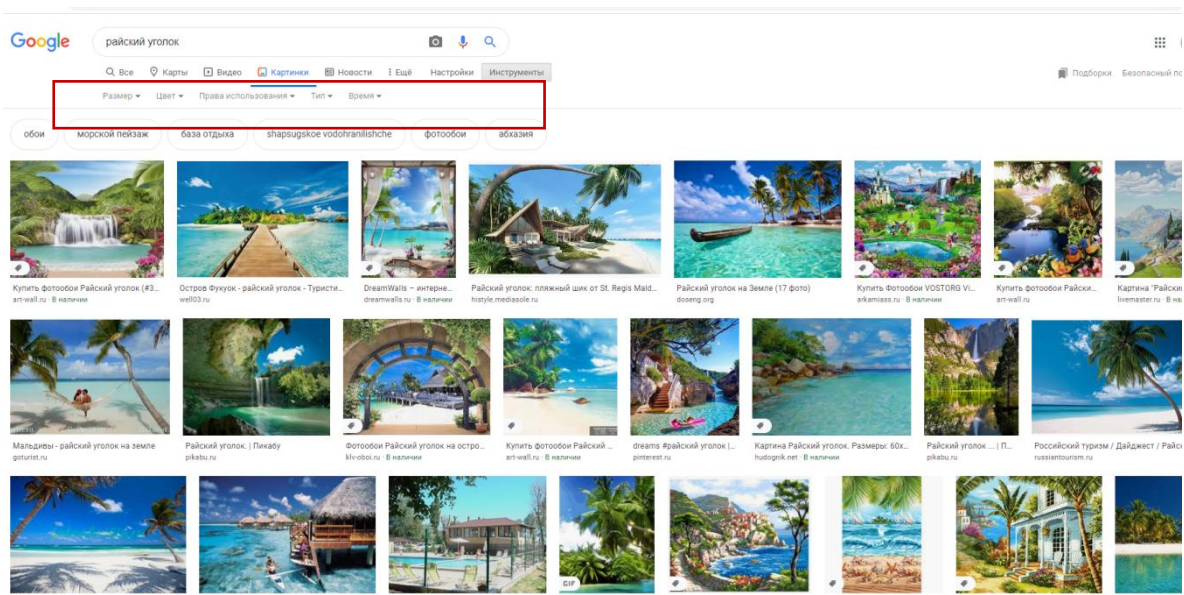 Google
райский уголок
Все Карты Видео Картинки Новости Ещё Настройки Инструменты
Подборки Безопасный по
Размер Цвет Права использования Тип Время
обои морской пейзаж база отдыха shapsugskoe vodohranilishche фотообои абхазия
Купить фотообои Райский уголок (#3... Остров Фукуок - райский уголок - Туристи... DreamWalls – интерне... Райский уголок: пляжный шик от St. Regis Mald... Райский уголок на Земле (17 фото) Купить Фотообои VOSTORG Vi... Купить фотообои Райски... Картина "Райски
art-wall.ru · В наличии well03.ru dreamwalls.ru · В наличии histyle.mediasole.ru doseng.org arkamiass.ru · В наличии art-wall.ru livemaster.ru · В на
Мальдивы - райский уголок на земле Райский уголок. | Пикабу Фотообои Райский уголок на остро... Купить фотообои Райский ... dreams #райский уголок |... Картина Райский уголок. Размеры: 60x... Райский уголок ... | П... Российский туризм / Дайджест / Райск
goturist.ru pikabu.ru klv-oboi.ru · В наличии art-wall.ru · В наличии pinterest.ru hudognik.net · В наличии pikabu.ru russiantourism.ru
GIF